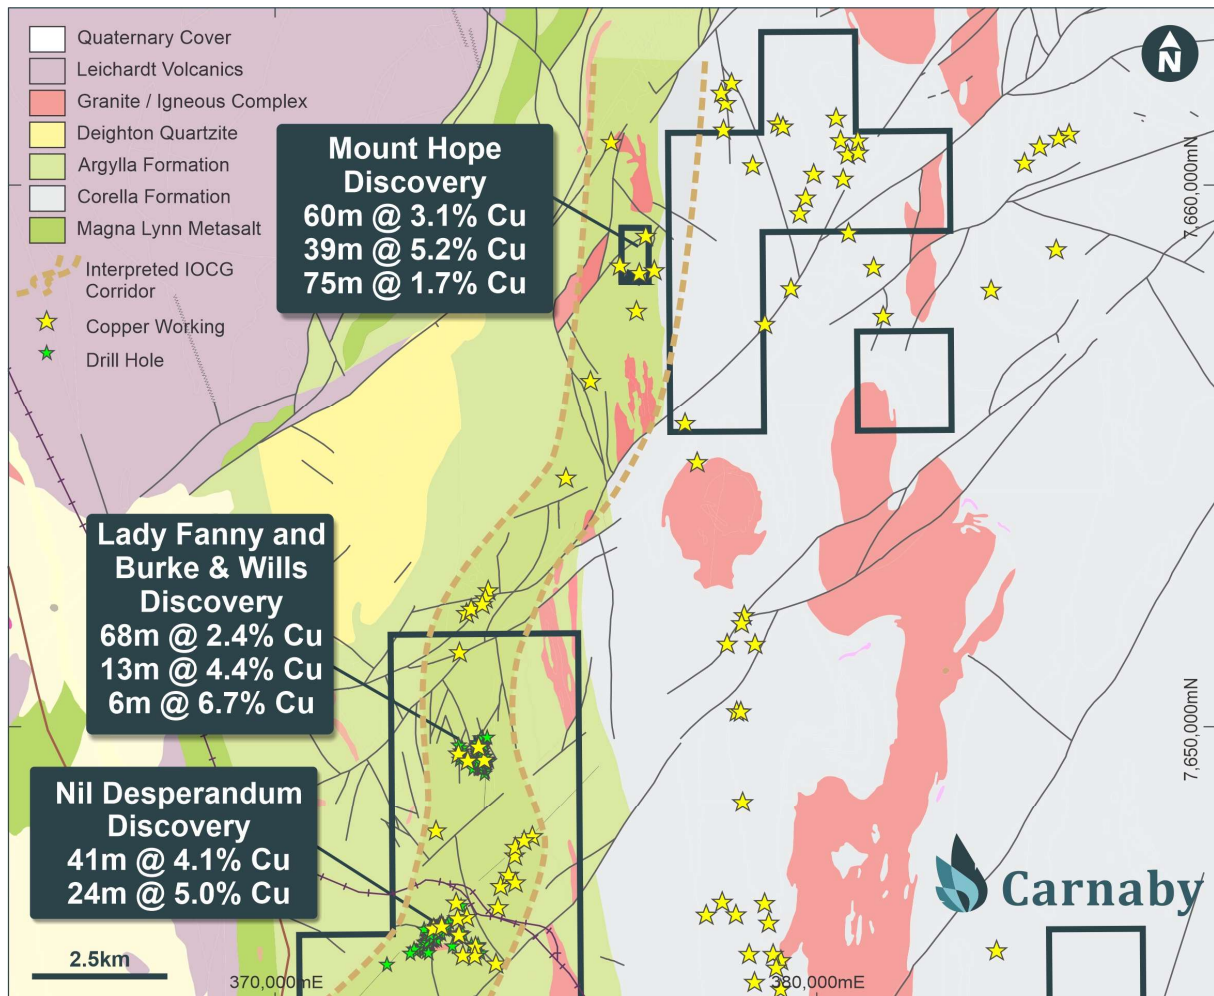 Quaternary Cover
Leichardt Volcanics
Granite / Igneous Complex
Deighton Quartzite
Argylla Formation
Corella Formation
Magna Lynn Metasalt
Interpreted IOCG
Corridor
Copper Working
Drill Hole
N
Mount Hope
Discovery
60m @ 3.1% Cu
39m @ 5.2% Cu
75m @ 1.7% Cu
7,660,000mN
Lady Fanny and
Burke & Wills
Discovery
68m @ 2.4% Cu
13m @ 4.4% Cu
6m @ 6.7% Cu
7,650,000mN
Nil Desperandum
Discovery
41m @ 4.1% Cu
24m @ 5.0% Cu
Carnaby
2.5km
370,000mE
380,000mE